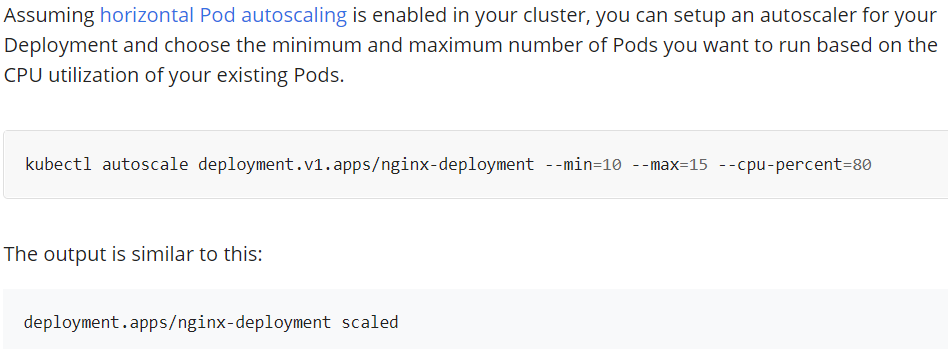 Assuming horizontal Pod autoscaling is enabled in your cluster, you can setup an autoscaler for your
Deployment and choose the minimum and maximum number of Pods you want to run based on the
CPU utilization of your existing Pods.
kubectl autoscale deployment.v1.apps/nginx-deployment --min=10 --max=15 --cpu-percent=80
The output is similar to this:
deployment.apps/nginx-deployment scaled